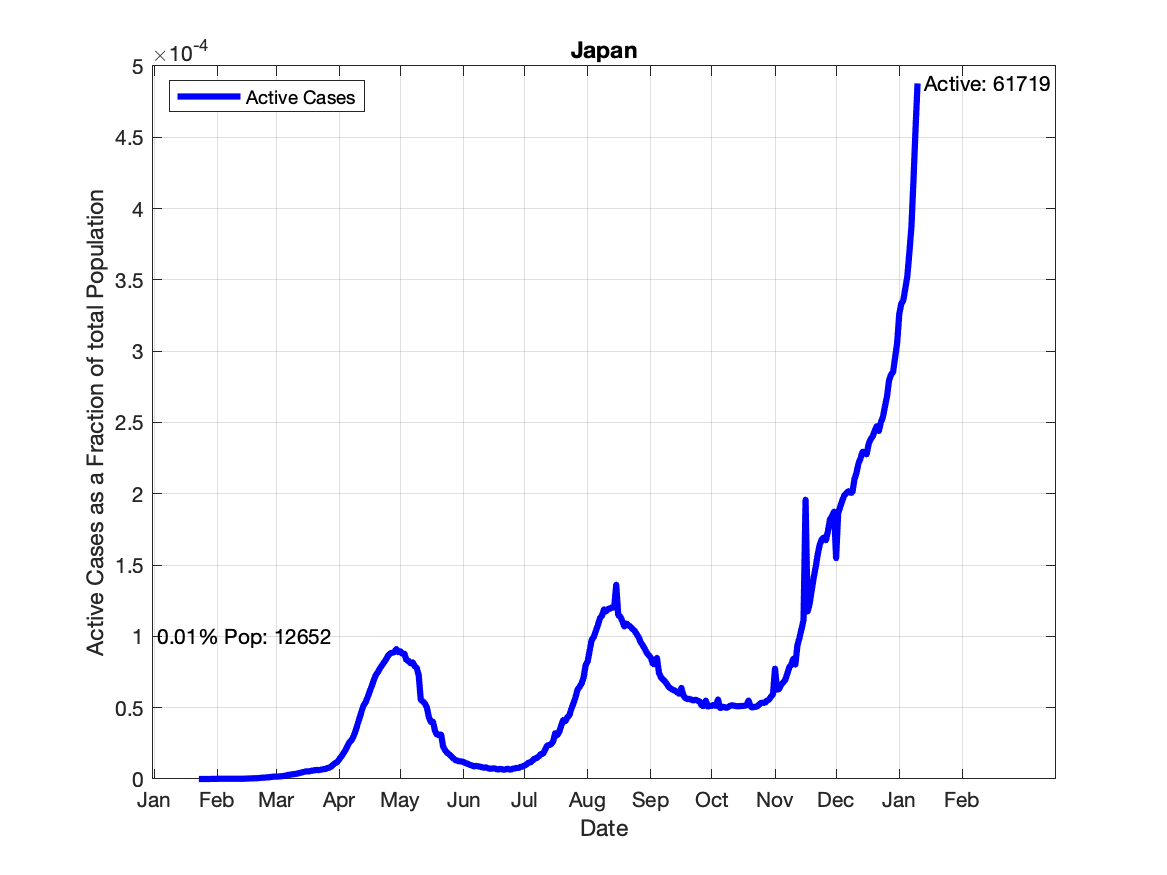 Japan
×10-4
5
4.5
4
3.5
3
2.5
2
1.5
1
0.5
0
Active Cases as a Fraction of total Population
Active Cases
Active: 61719
0.01% Pop: 12652
Jan Feb Mar Apr May Jun Jul Aug Sep Oct Nov Dec Jan Feb
Date